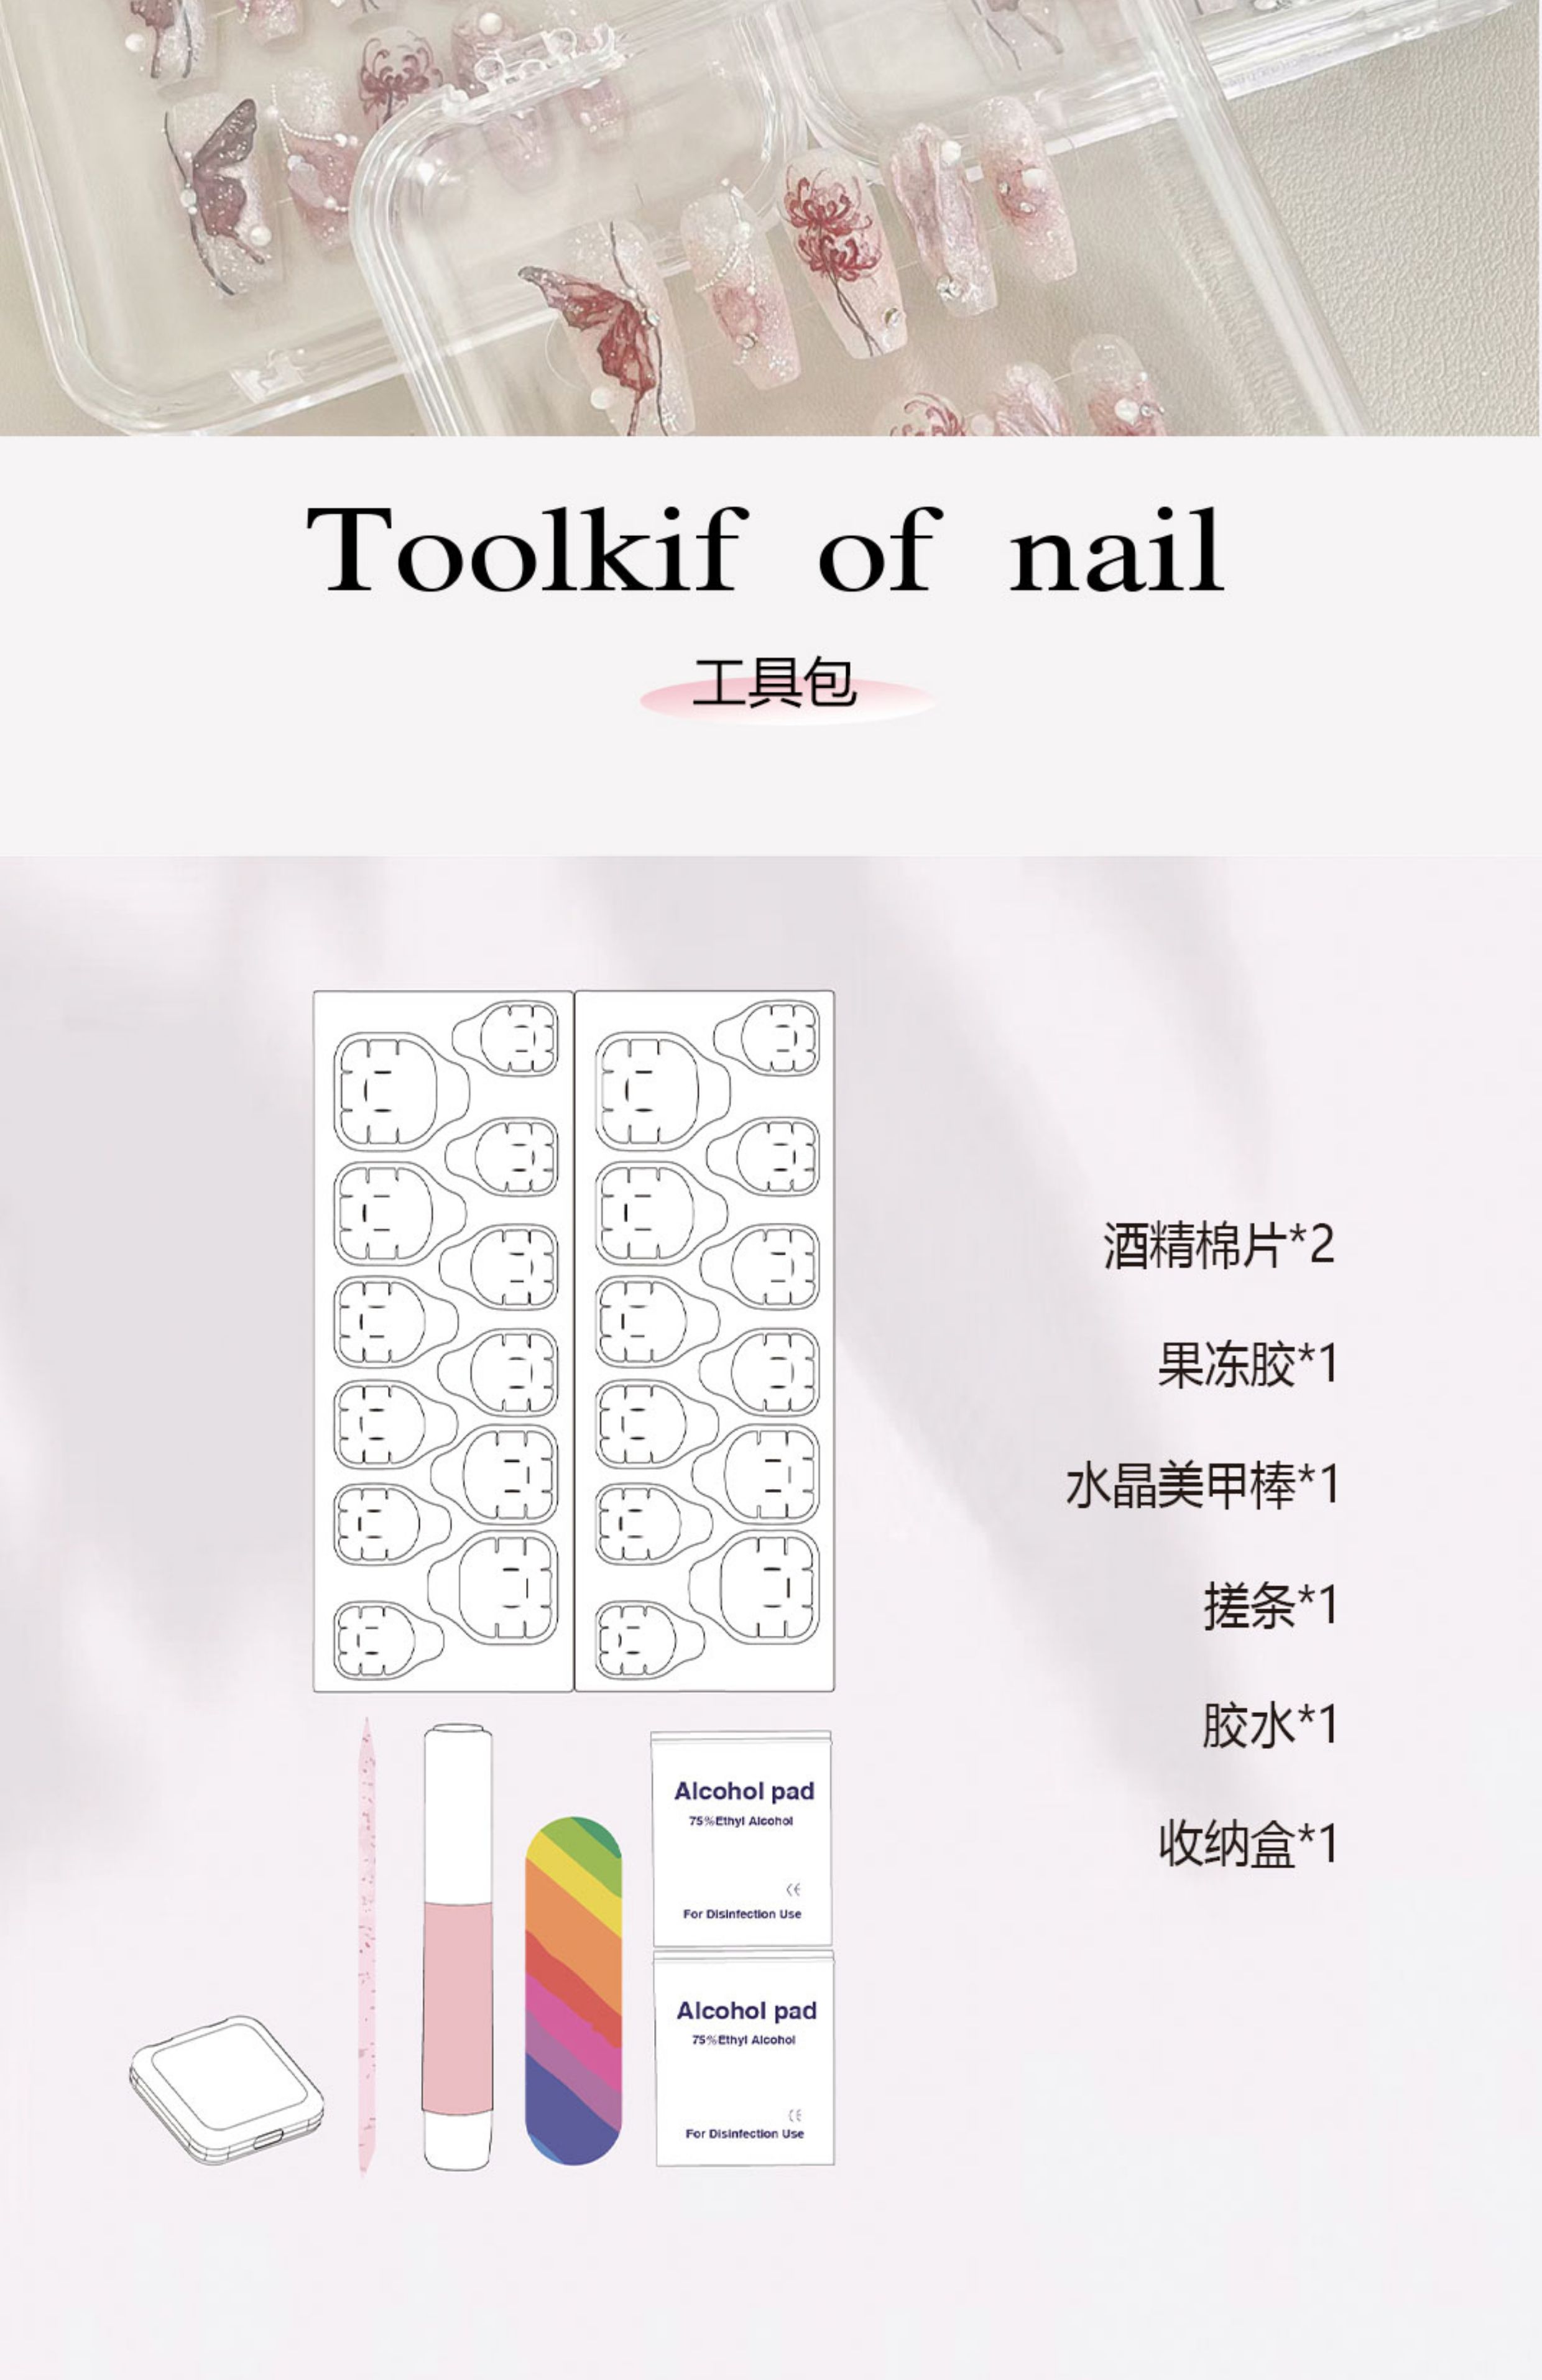 Toolkif of nail
工具包
酒精棉片*2
果冻胶*1
水晶美甲棒*1
搓条*1
胶水*1
收纳盒*1
Alcohol pad
75%Ethyl Alcohol
CE
For Disinfection Use
Alcohol pad
75%Ethyl Alcohol
CE
For Disinfection Use